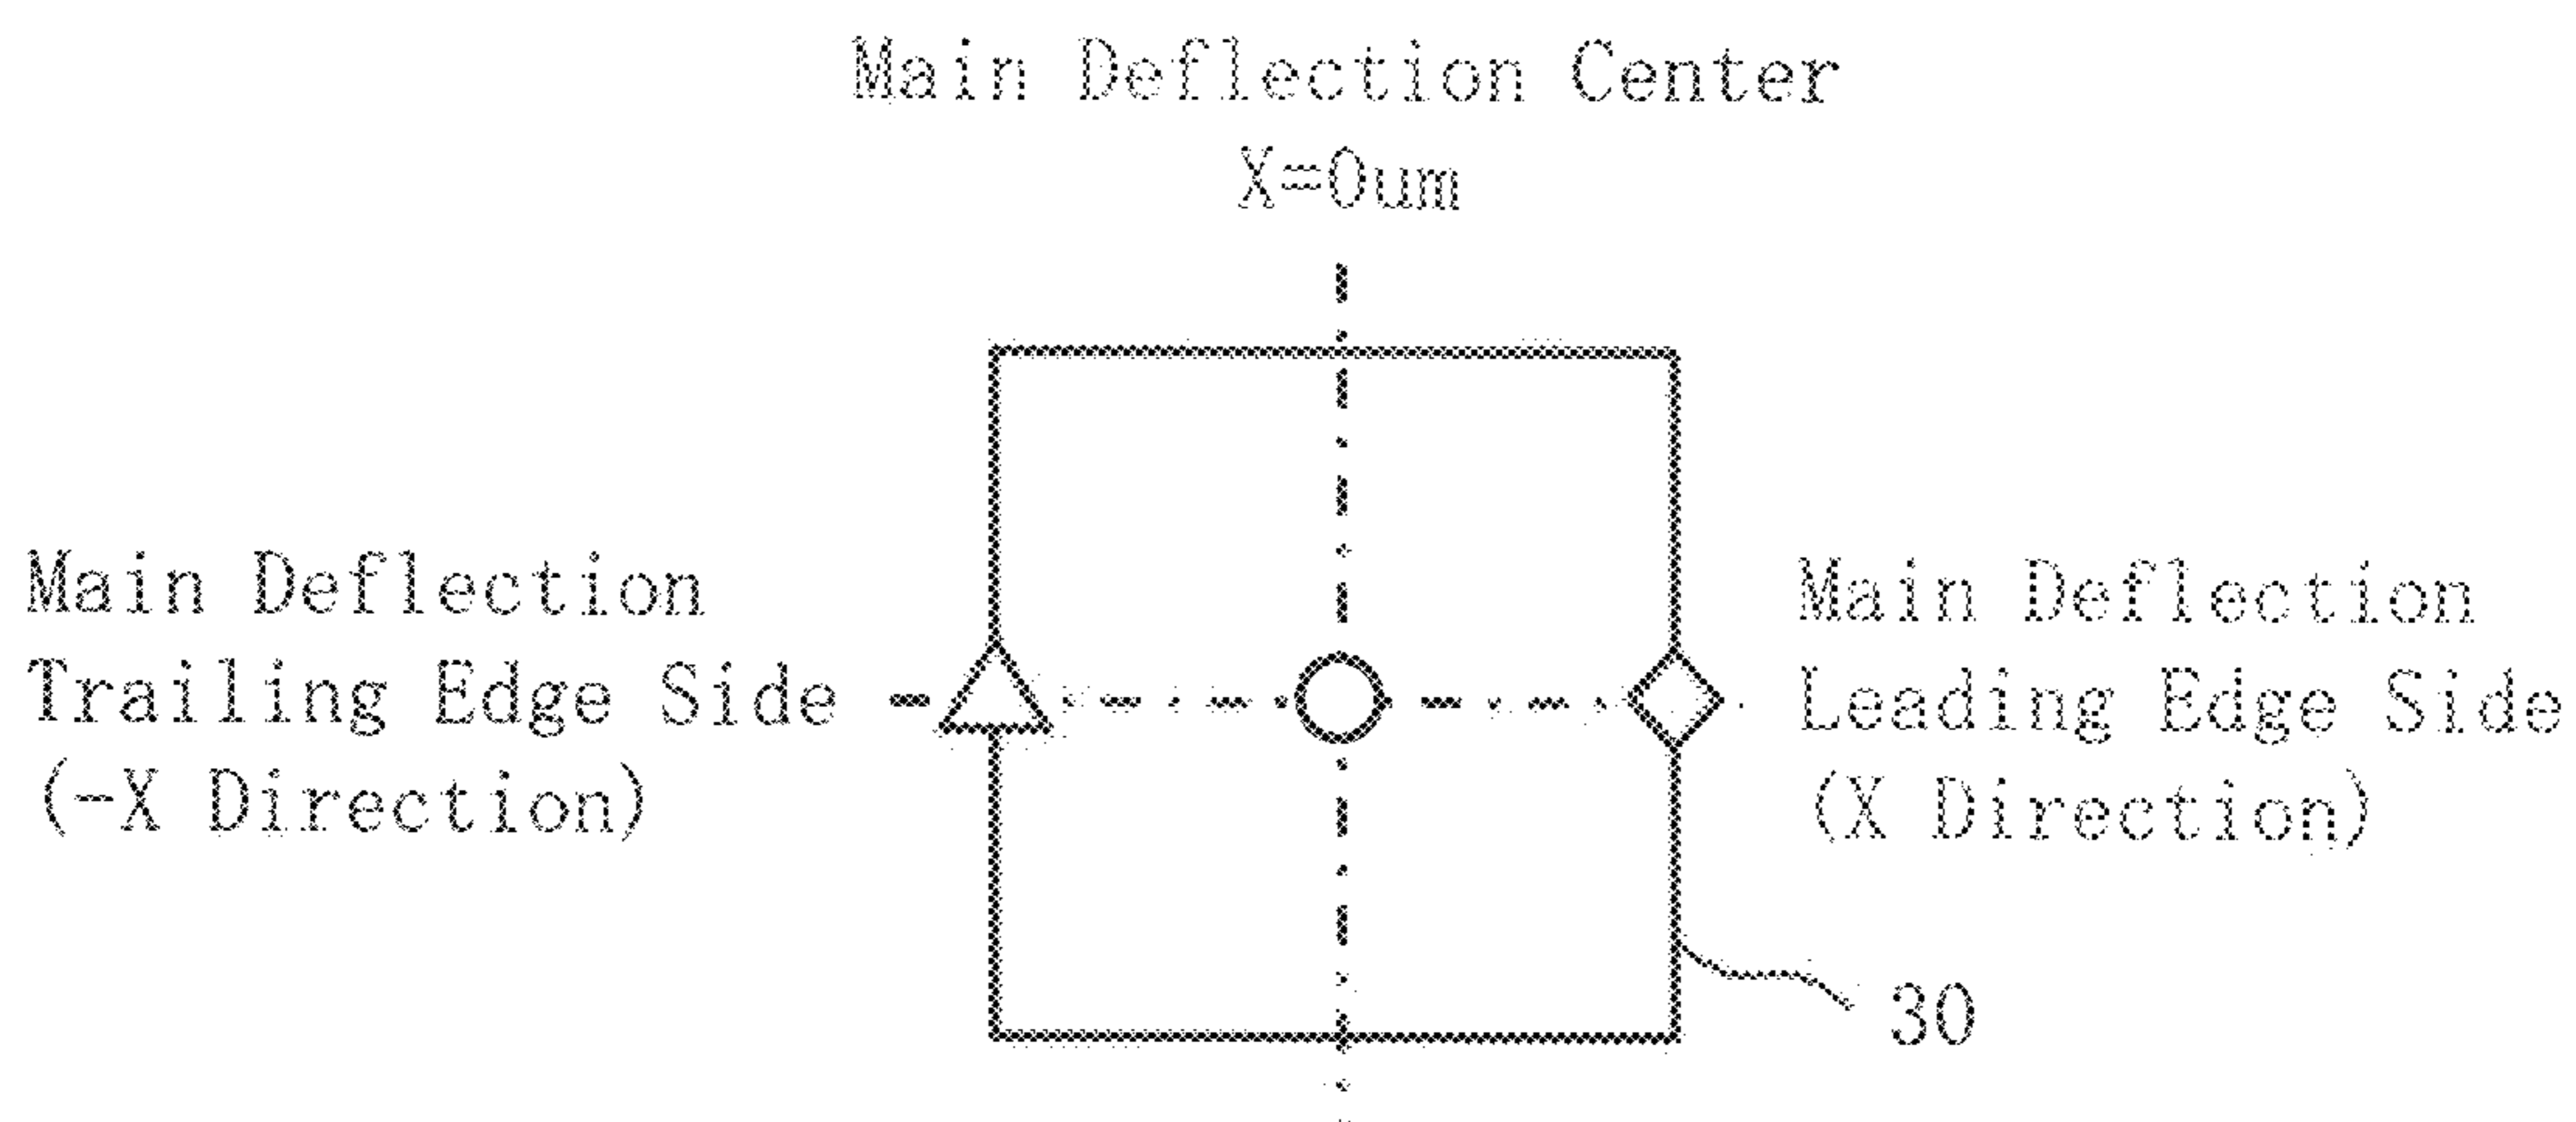 Main Deflection Center
X=0um
Main Deflection
Trailing Edge Side
(-X Direction)
Main Deflection
Leading Edge Side
(X Direction)
30